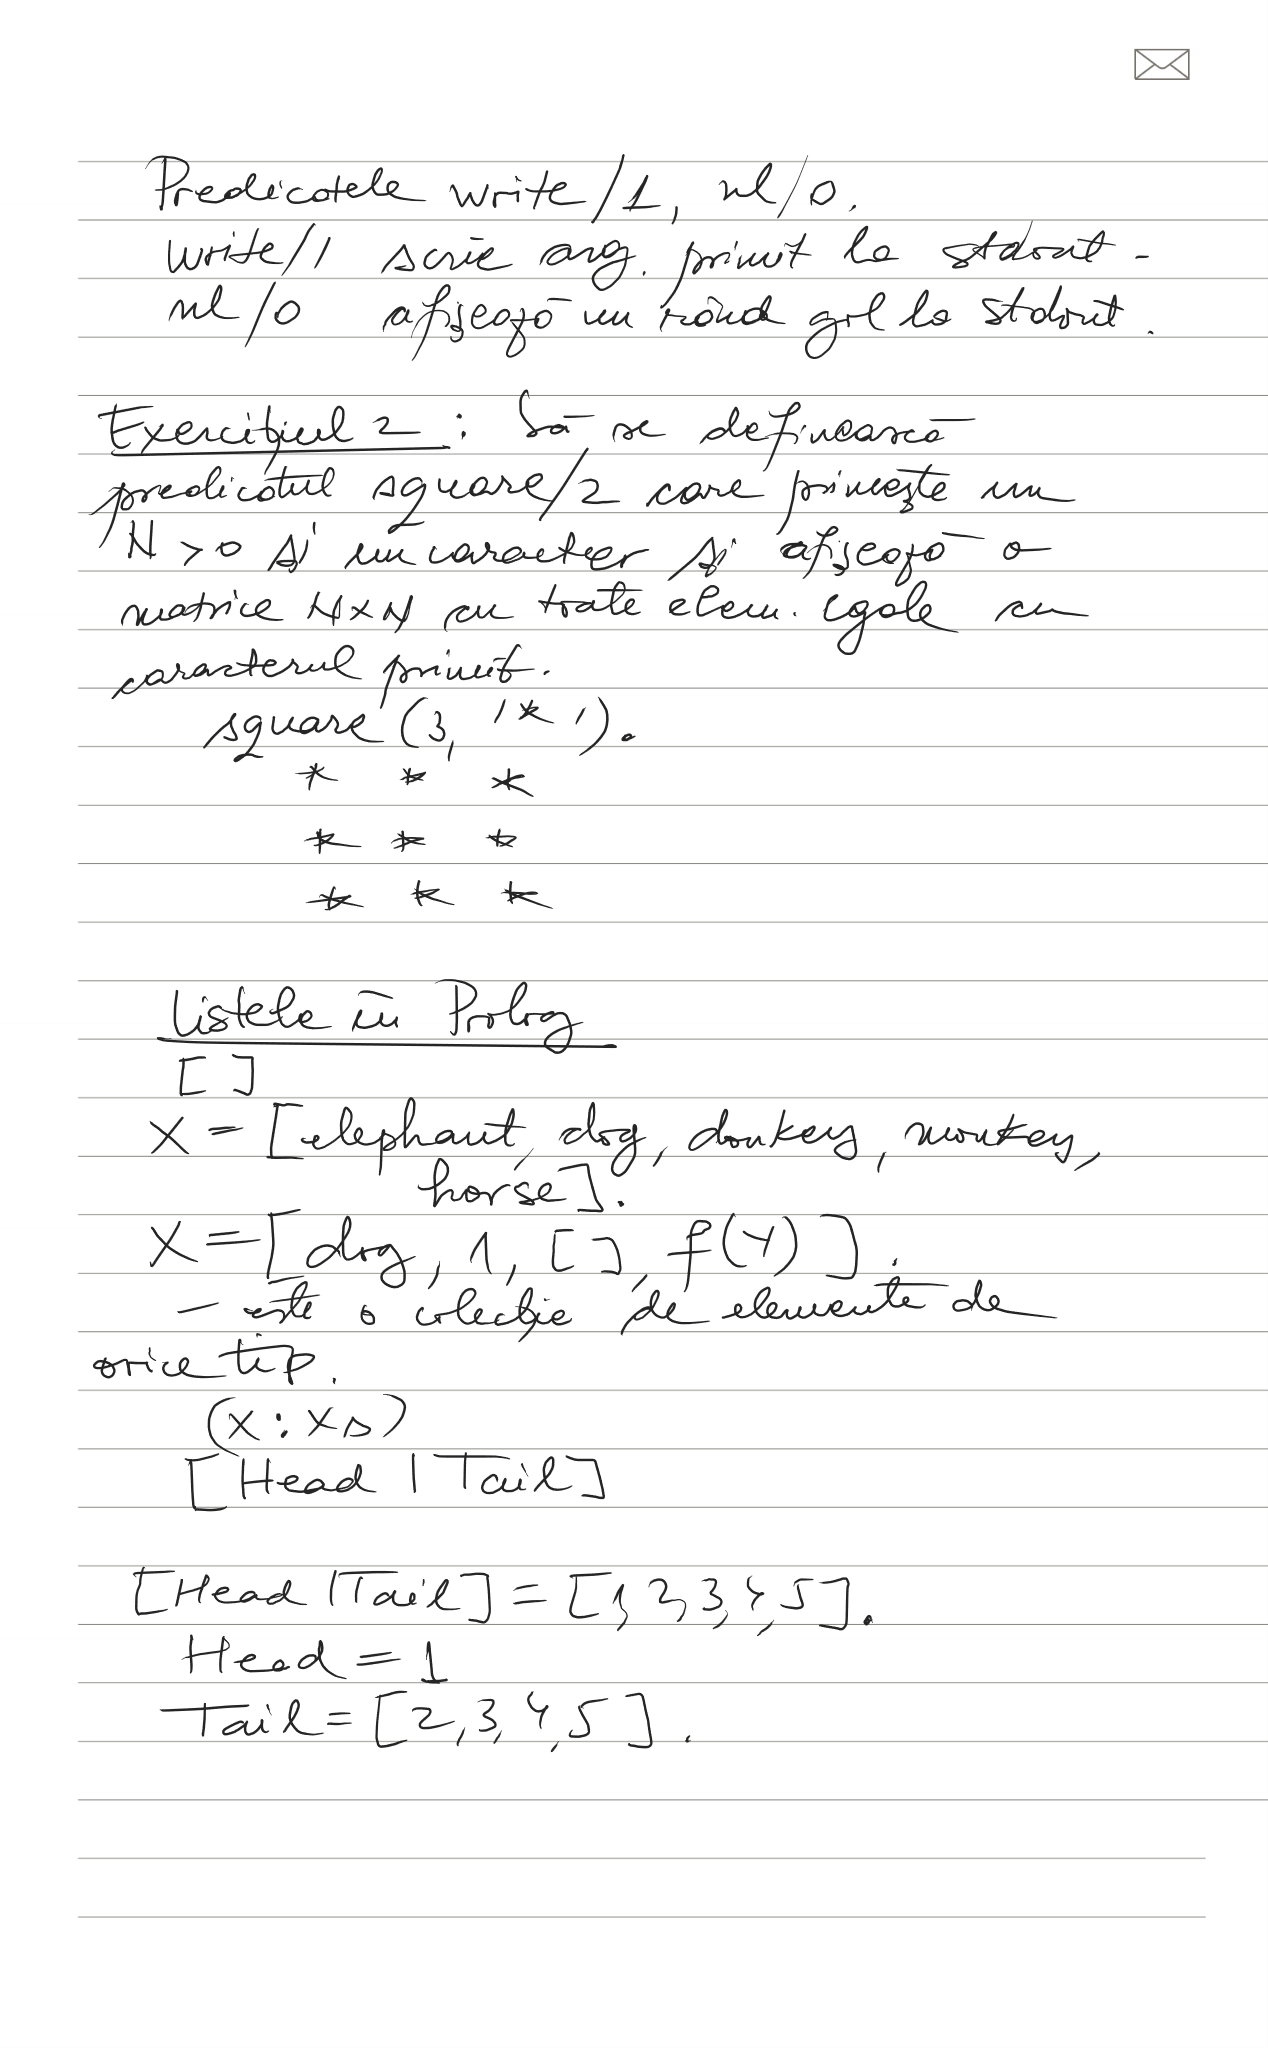 Predicatele write/1, nl/0.
write/1 scrie arg. primit la stdout.
nl/0 afișează un rând gol la stdout.
Exercițiul 2: Să se definească
predicatul square/2 care primește un
N>0 și un caracter și afișează o
matrice N×N cu toate elem. egale cu
caracterul primit.
square(3, '*').
* * *
* * *
* * *
Listele în Prolog
[ ]
X = [elephant, dog, donkey, monkey,
horse].
X = [dog, 1, [ ], f(Y)].
- este o colecție de elemente de
orice tip.
(x:xs)
[Head | Tail]
[Head | Tail] = [1, 2, 3, 4, 5].
Head = 1
Tail = [2, 3, 4, 5].